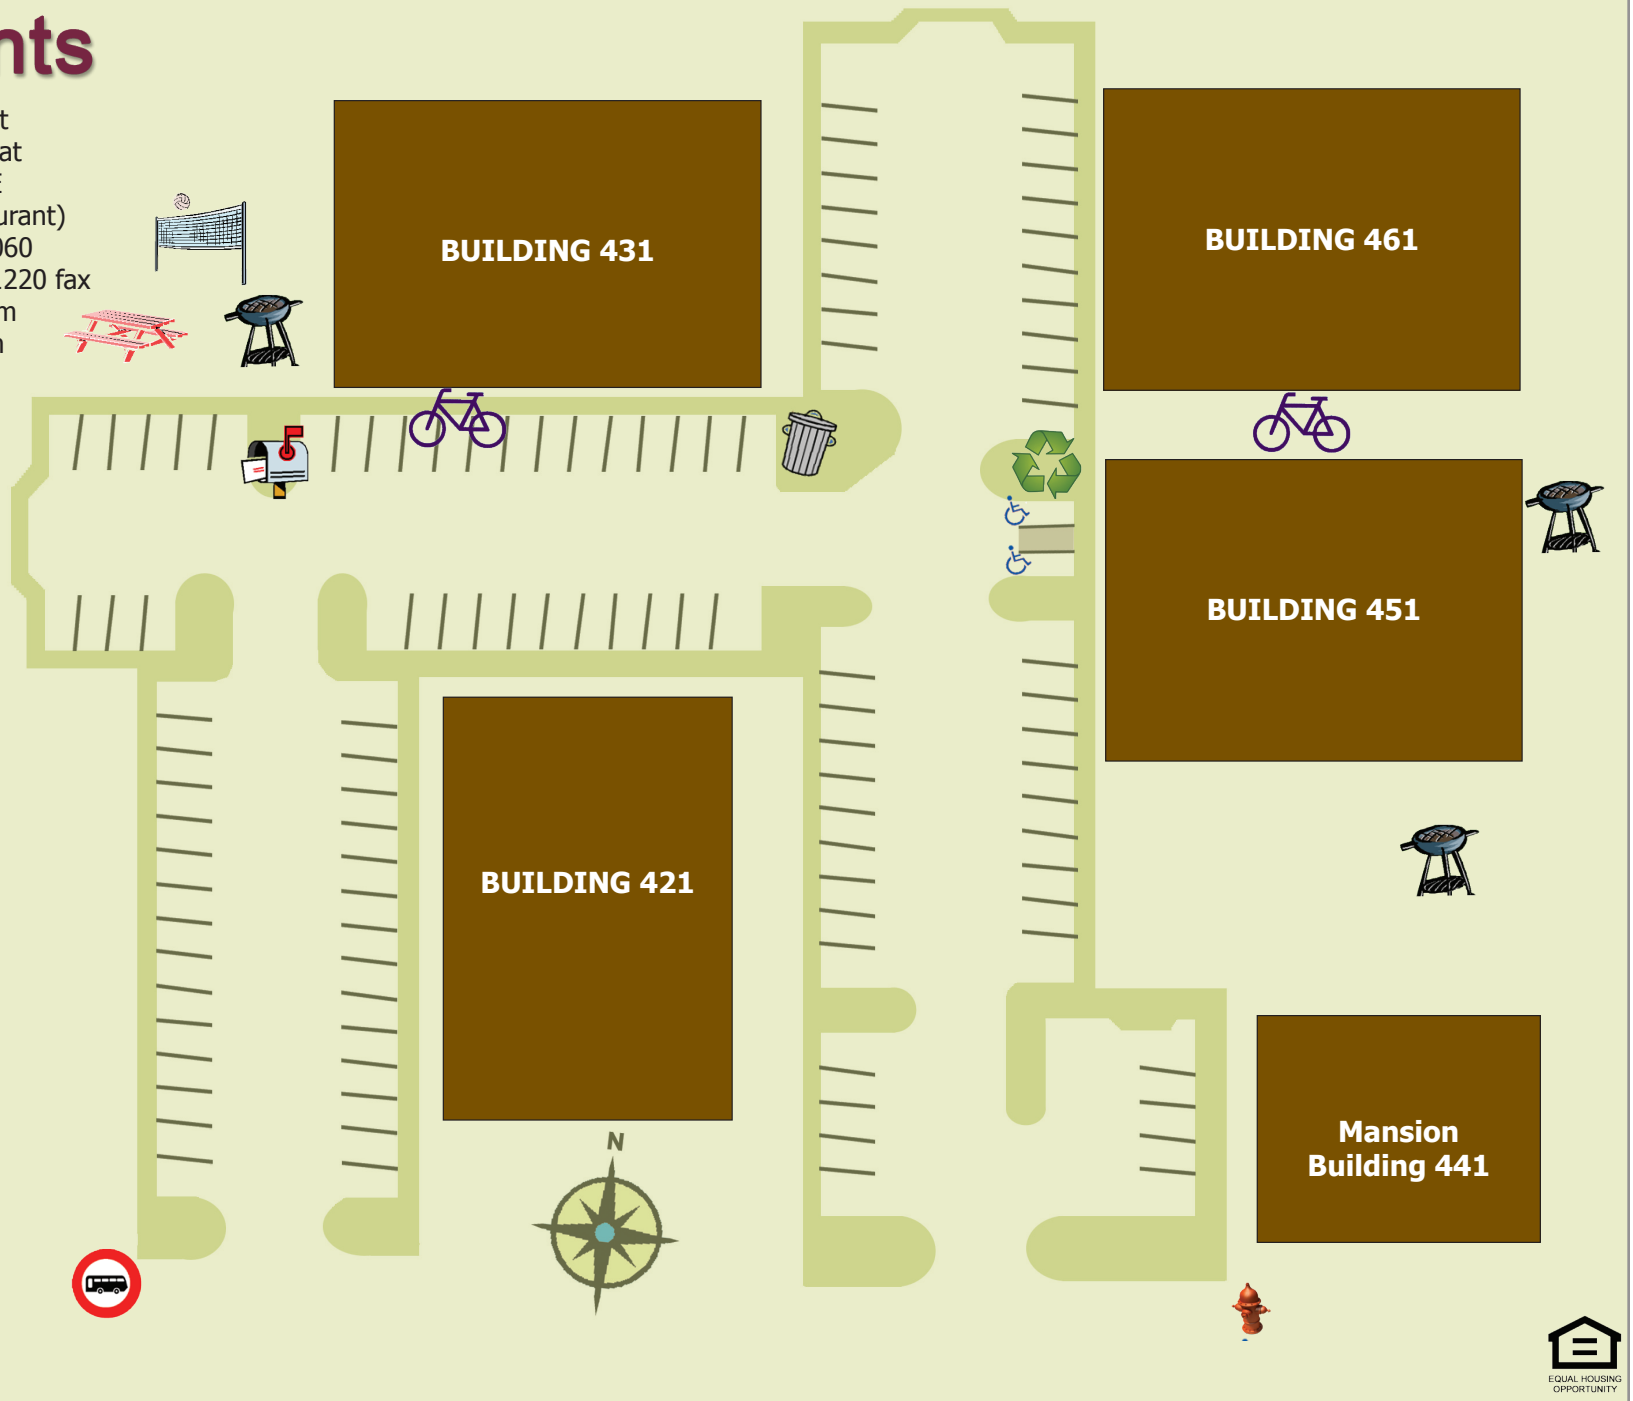 nts
t
at
E
urant)
060
1220 fax
m
n
BUILDING 431
BUILDING 461
BUILDING 451
BUILDING 421
Mansion
Building 441
N
EQUAL HOUSING
OPPORTUNITY